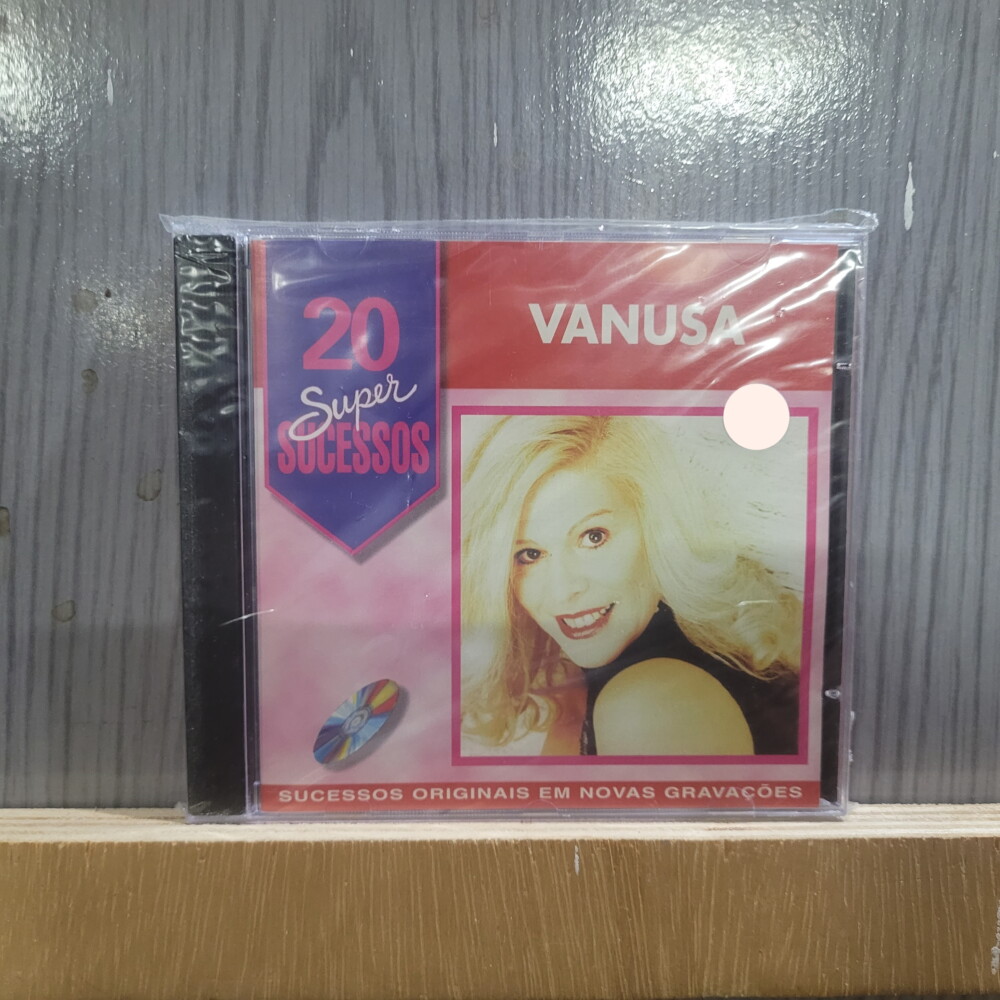 20
Super
SUCESSOS
VANUSA
SUCESSOS ORIGINAIS EM NOVAS GRAVAÇÕES